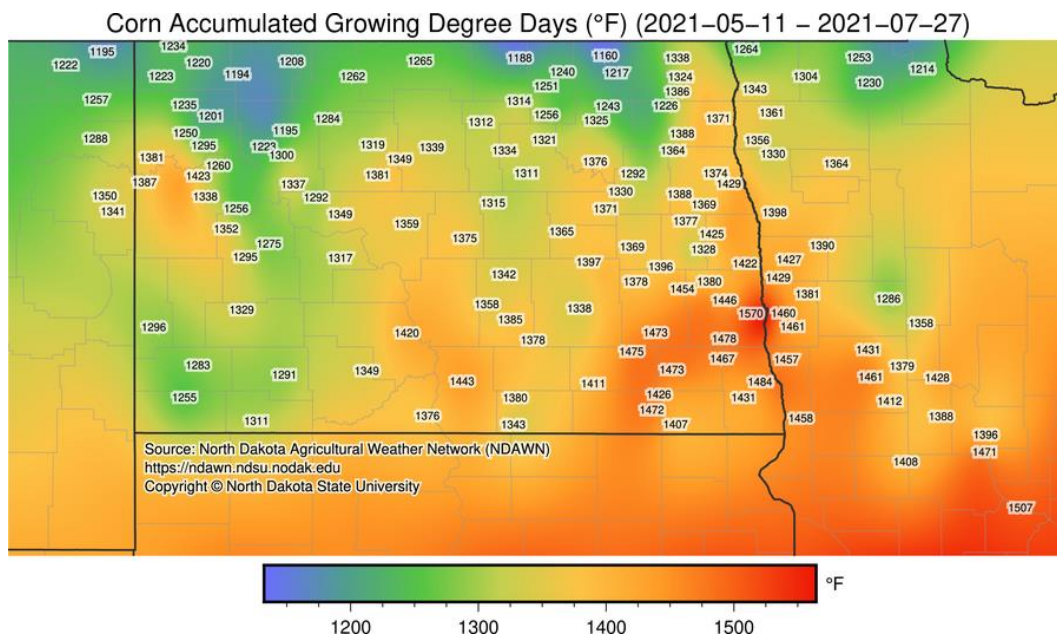 Corn Accumulated Growing Degree Days (°F) (2021−05−11 − 2021−07−27)
1234 1264
1195 1220 1208 1265 1188 1160 1338 1253
1222 1223 1194 1262 1240 1217 1324 1304 1214
1251 1386 1343 1230
1257 1235 1314 1243 1226
1201 1284 1312 1256 1325 1371 1361
1288 1250 1195 1321 1388 1356
1295 1223 1300 1319 1339 1334 1364 1330
1381 1260 1349 1376 1364
1387 1423 1337 1381 1311 1292 1374 1429
1350 1338 1292 1315 1330 1388 1369
1341 1256 1349 1371 1398
1352 1359 1375 1365 1377 1425
1275 1369 1328 1390
1295 1317 1397 1396 1422 1427
1342 1378 1454 1380 1429
1329 1358 1338 1446 1381 1286
1296 1385 1570 1460 1358
1420 1378 1473 1478 1461
1475 1467 1457 1431
1283 1291 1349 1473 1379
1443 1411 1484 1461 1428
1255 1380 1426 1431 1412
1311 1376 1343 1472 1407 1458 1388
1396
Source: North Dakota Agricultural Weather Network (NDAWN)
1471
https://ndawn.ndsu.nodak.edu
1408
Copyright © North Dakota State University
1507
°F
1200 1300 1400 1500